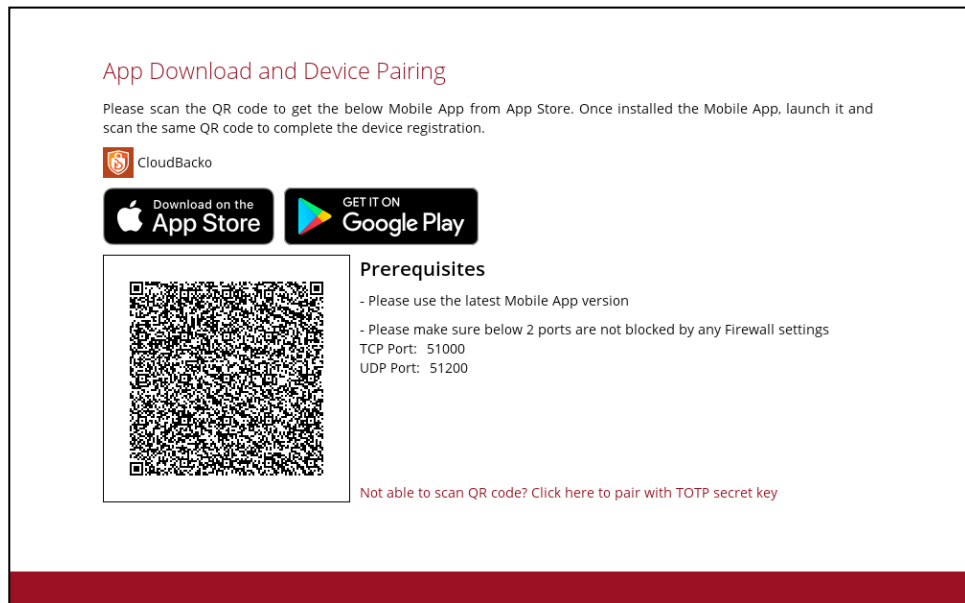 App Download and Device Pairing
Please scan the QR code to get the below Mobile App from App Store. Once installed the Mobile App, launch it and
scan the same QR code to complete the device registration.
CloudBacko
Download on the
App Store
GET IT ON
Google Play
Prerequisites
- Please use the latest Mobile App version
- Please make sure below 2 ports are not blocked by any Firewall settings
TCP Port: 51000
UDP Port: 51200
Not able to scan QR code? Click here to pair with TOTP secret key